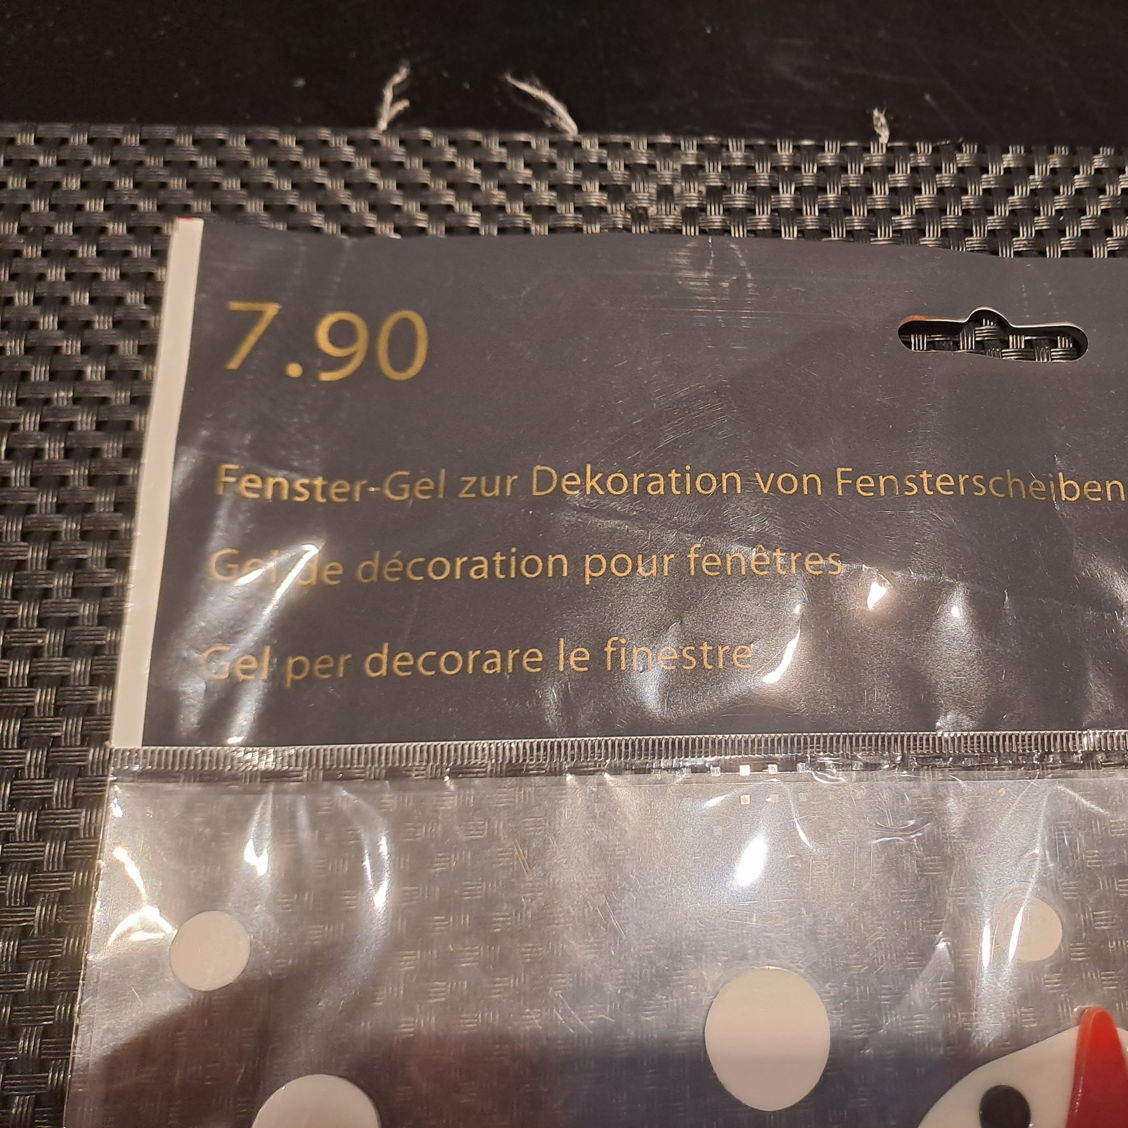 7.90
Fenster-Gel zur Dekoration von Fensterscheiben
Gel de décoration pour fenêtres
Gel per decorare le finestre